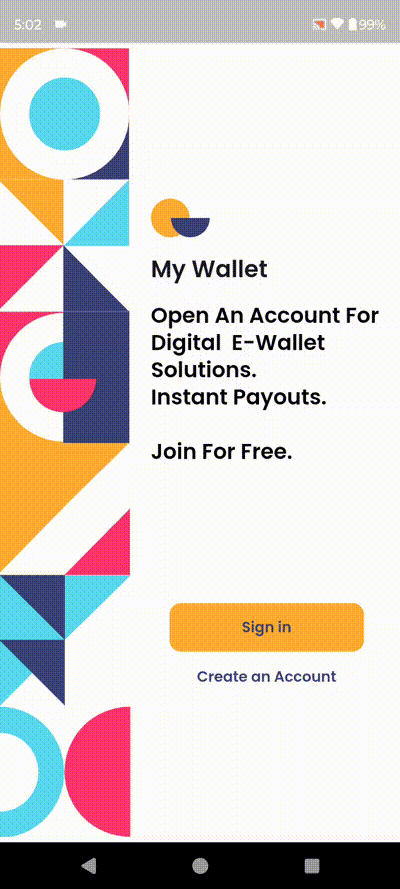 5:02
99%
My Wallet
Open An Account For
Digital E-Wallet
Solutions.
Instant Payouts.
Join For Free.
Sign in
Create an Account